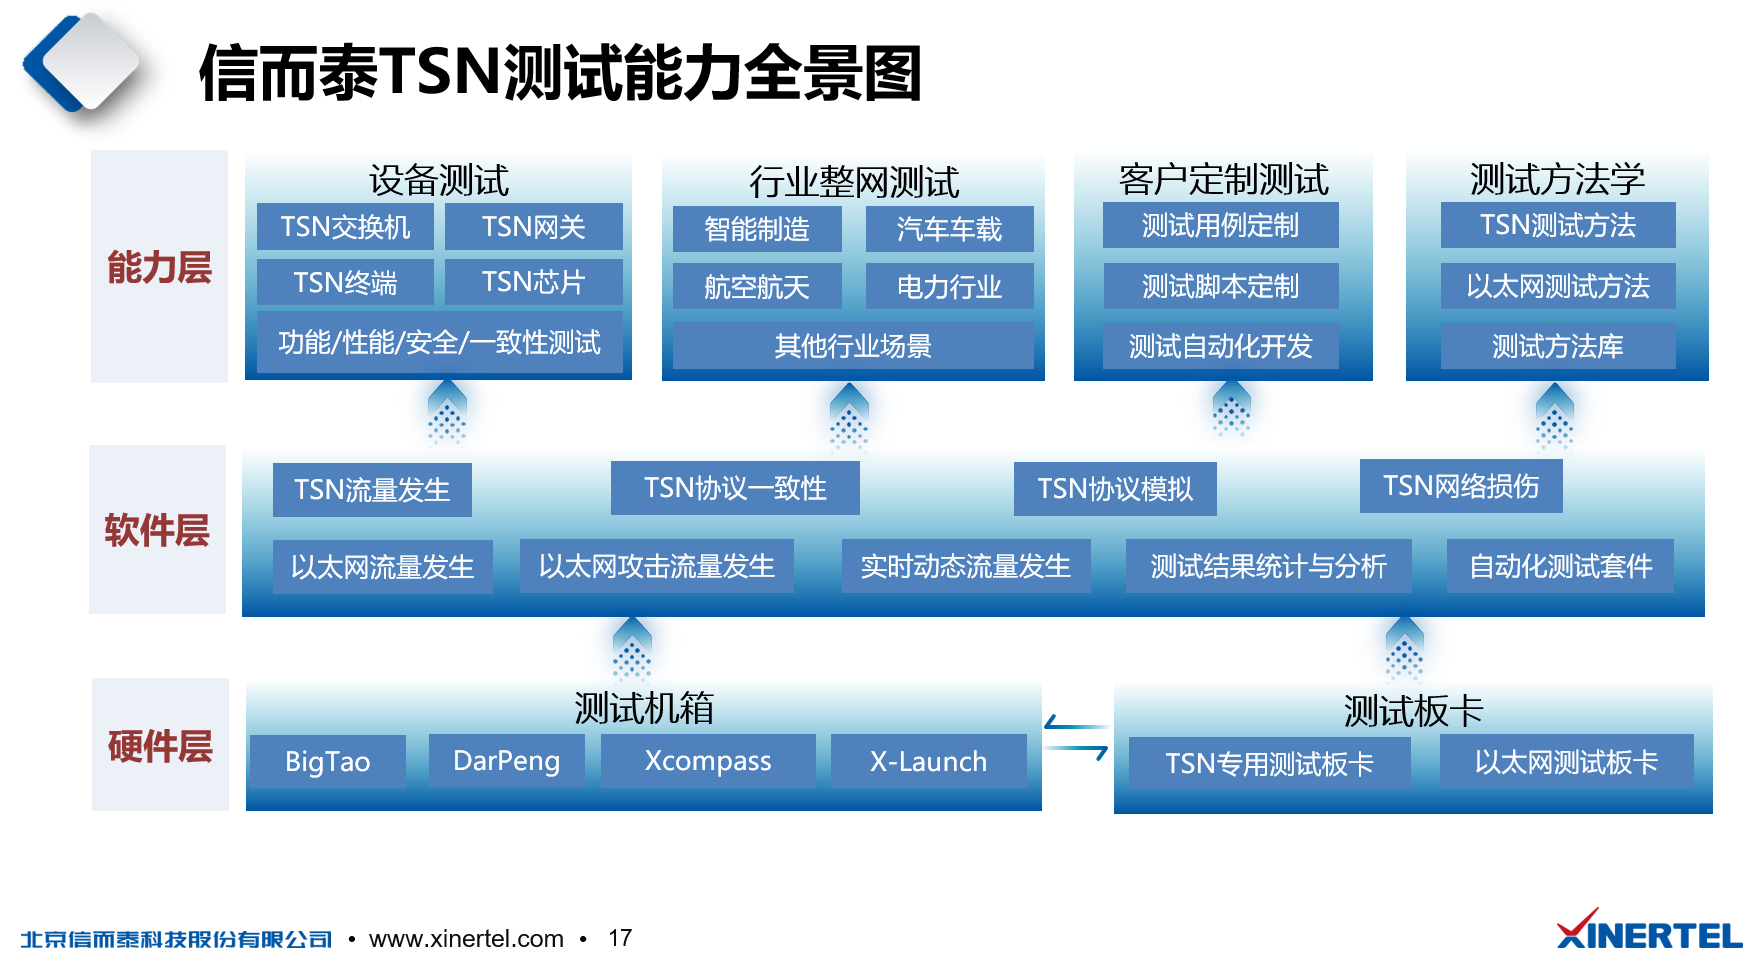 信而泰TSN测试能力全景图
能力层
设备测试
TSN交换机
TSN网关
TSN终端
TSN芯片
功能/性能/安全/一致性测试
行业整网测试
智能制造
汽车车载
航空航天
电力行业
其他行业场景
客户定制测试
测试用例定制
测试脚本定制
测试自动化开发
测试方法学
TSN测试方法
以太网测试方法
测试方法库
软件层
TSN流量发生
TSN协议一致性
TSN协议模拟
TSN网络损伤
以太网流量发生
以太网攻击流量发生
实时动态流量发生
测试结果统计与分析
自动化测试套件
硬件层
测试机箱
BigTao
DarPeng
Xcompass
X-Launch
测试板卡
TSN专用测试板卡
以太网测试板卡
北京信而泰科技股份有限公司 • www.xinertel.com • 17
XINERTEL